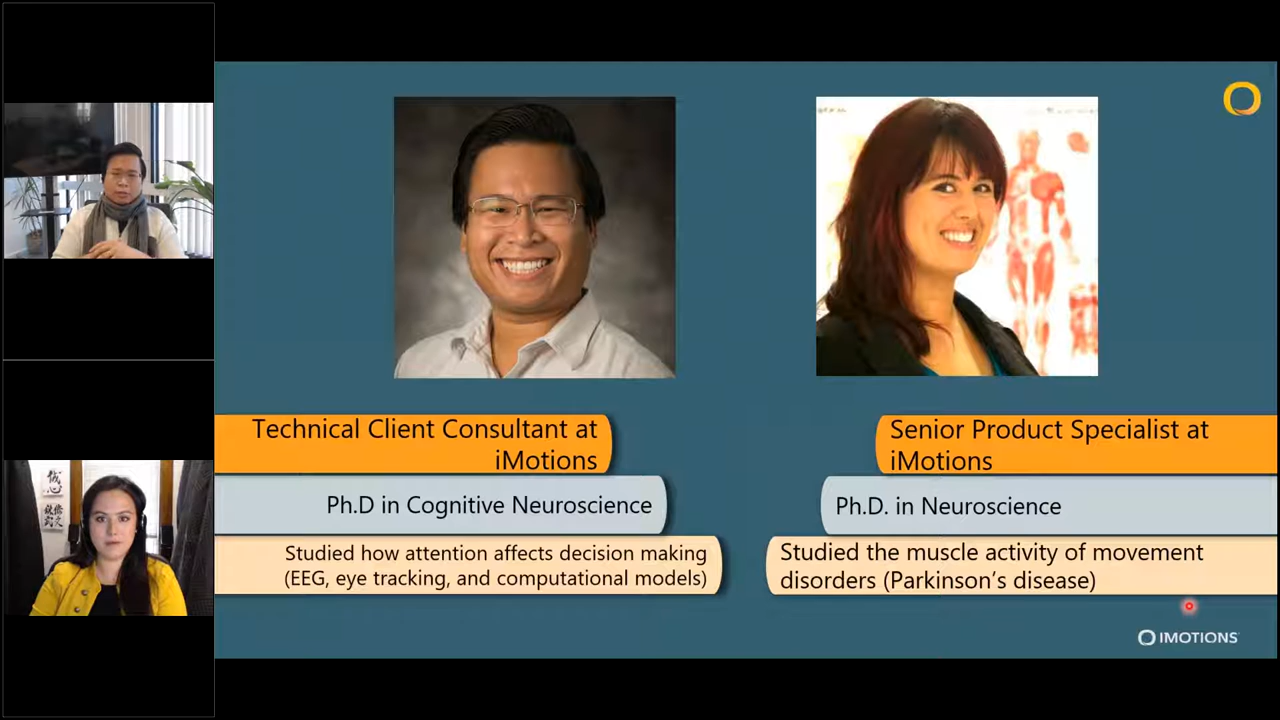 Technical Client Consultant at
iMotions
Ph.D in Cognitive Neuroscience
Studied how attention affects decision making
(EEG, eye tracking, and computational models)
Senior Product Specialist at
iMotions
Ph.D. in Neuroscience
Studied the muscle activity of movement
disorders (Parkinson's disease)
IMOTIONS